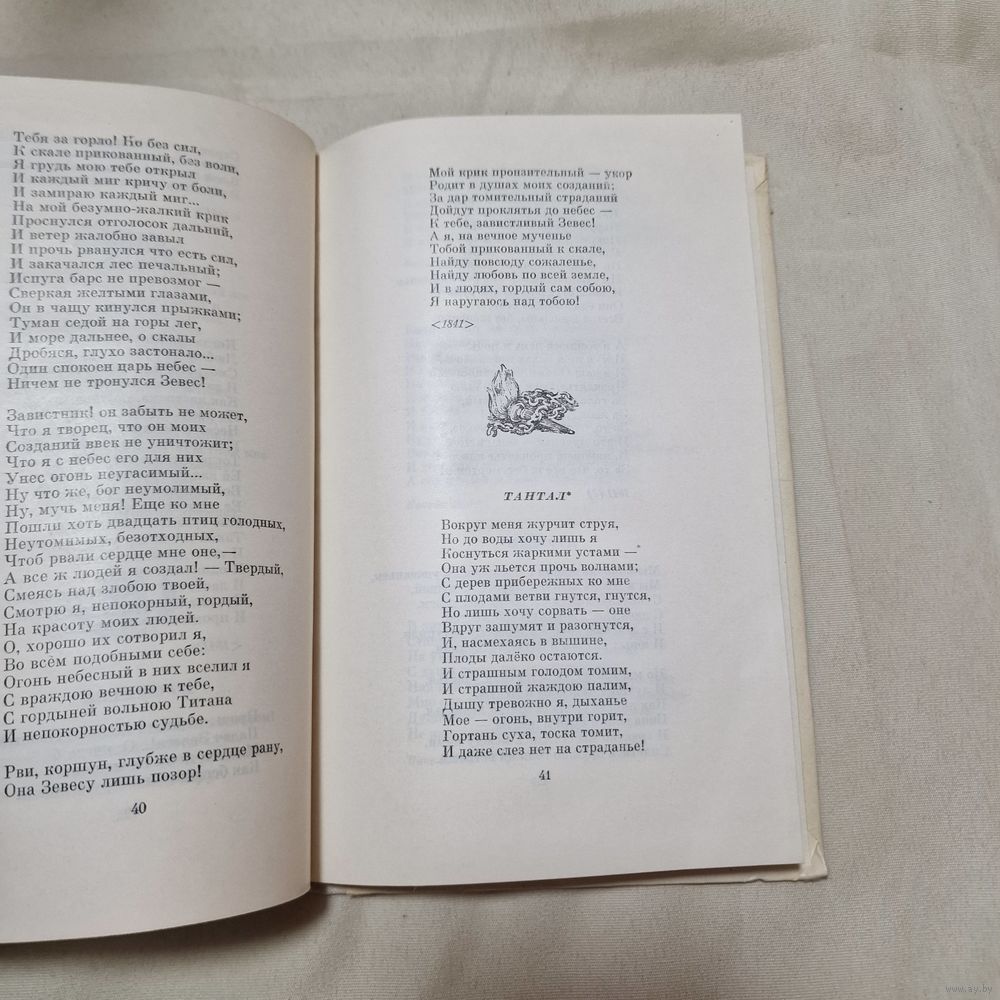 Тебя за горло! Но без сил,
К скале прикованный, без воли,
Я грудь мою тебе открыл
И каждый миг кричу от боли,
И замираю каждый миг...
На мой безумно-жалкий крик
Проснулся отголосок дальний,
И ветер жалобно завыл
И прочь рванулся что есть сил,
И закачался лес печальный;
Испуга барс не превозмог —
Сверкая желтыми глазами,
Он в чащу кинулся прыжками;
Туман седой на горы лег,
И море дальнее, о скалы
Дробяся, глухо застонало...
Один спокоен царь небес —
Ничем не тронулся Зевес!
Завистник! он забыть не может,
Что я творец, что он моих
Созданий ввек не уничтожит;
Что я с небес его для них
Унес огонь неугасимый...
Ну что же, бог неумолимый,
Ну, мучь меня! Еще ко мне
Пошли хоть двадцать птиц голодных,
Неутомимых, безотходных,
Чтоб рвали сердце мне оне,—
А все ж людей я создал! — Твердый,
Смеясь над злобою твоей,
Смотрю я, непокорный, гордый,
На красоту моих людей.
О, хорошо их сотворил я,
Во всём подобными себе:
Огонь небесный в них вселил я
С враждою вечною к тебе,
С гордыней вольною Титана
И непокорностью судьбе.
Рви, коршун, глубже в сердце рану,
Она Зевесу лишь позор!
40
Мой крик пронзительный — укор
Родит в душах моих созданий;
За дар томительный страданий
Дойдут проклятья до небес —
К тебе, завистливый Зевес!
А я, на вечное мученье
Тобой прикованный к скале,
Найду повсюду сожаленье,
Найду любовь по всей земле,
И в людях, гордый сам собою,
Я наругаюсь над тобою!
<1841>
ТАНТАЛ*
Вокруг меня журчит струя,
Но до воды хочу лишь я
Коснуться жаркими устами —
Она уж льется прочь волнами;
С дерев прибережных ко мне
С плодами ветви гнутся, гнутся,
Но лишь хочу сорвать — оне
Вдруг зашумят и разогнутся,
И, насмехаясь в вышине,
Плоды далёко остаются.
И страшным голодом томим,
И страшной жаждою палим,
Дышу тревожно я, дыханье
Мое — огонь, внутри горит,
Гортань суха, тоска томит,
И даже слез нет на страданье!
41
www.ay.by